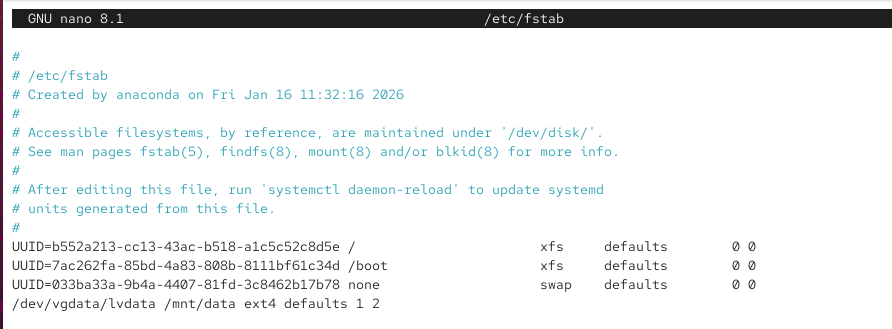 GNU nano 8.1 /etc/fstab
#
# /etc/fstab
# Created by anaconda on Fri Jan 16 11:32:16 2026
#
# Accessible filesystems, by reference, are maintained under '/dev/disk/'.
# See man pages fstab(5), findfs(8), mount(8) and/or blkid(8) for more info.
#
# After editing this file, run 'systemctl daemon-reload' to update systemd
# units generated from this file.
#
UUID=b552a213-cc13-43ac-b518-a1c5c52c8d5e / xfs defaults 0 0
UUID=7ac262fa-85bd-4a83-808b-8111bf61c34d /boot xfs defaults 0 0
UUID=033ba33a-9b4a-4407-81fd-3c8462b17b78 none swap defaults 0 0
/dev/vgdata/lvdata /mnt/data ext4 defaults 1 2